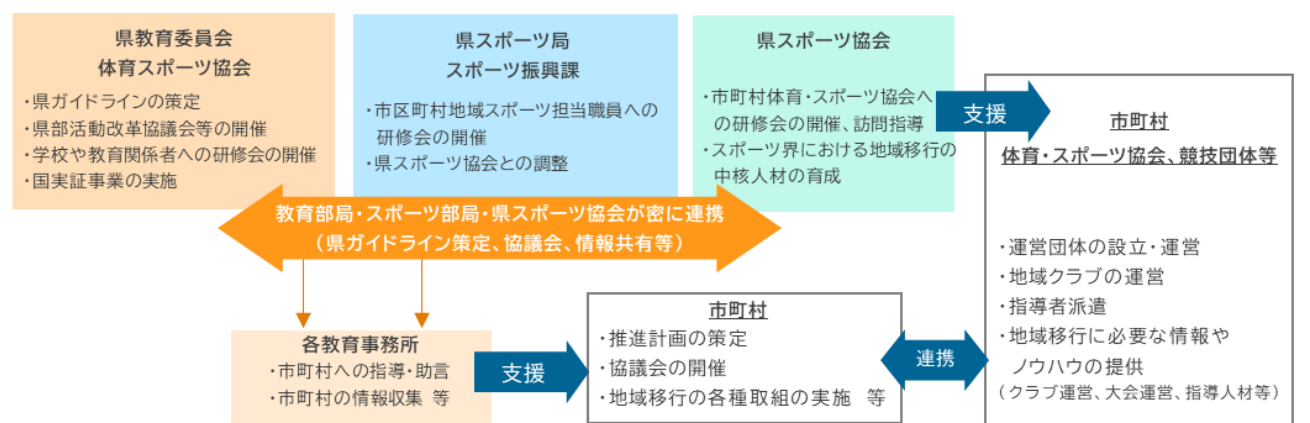 県教育委員会
体育スポーツ協会
・県ガイドラインの策定
・県部活動改革協議会等の開催
・学校や教育関係者への研修会の開催
・国実証事業の実施
県スポーツ局
スポーツ振興課
・市区町村地域スポーツ担当職員への
研修会の開催
・県スポーツ協会との調整
県スポーツ協会
・市町村体育・スポーツ協会へ
の研修会の開催、訪問指導
・スポーツ界における地域移行の
中核人材の育成
支援
教育部局・スポーツ部局・県スポーツ協会が密に連携
（県ガイドライン策定、協議会、情報共有等）
市町村
体育・スポーツ協会、競技団体等
・運営団体の設立・運営
・地域クラブの運営
・指導者派遣
・地域移行に必要な情報や
ノウハウの提供
（クラブ運営、大会運営、指導人材等）
各教育事務所
・市町村への指導・助言
・市町村の情報収集 等
支援
市町村
・推進計画の策定
・協議会の開催
・地域移行の各種取組の実施 等
連携